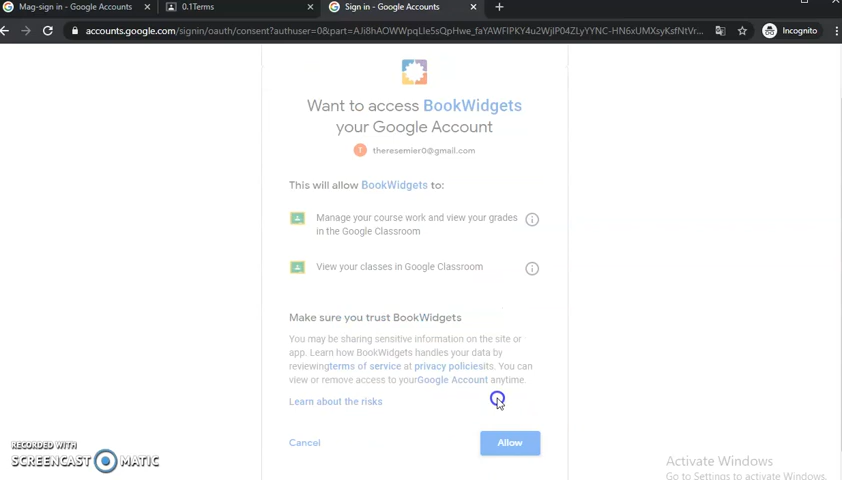 Mag-sign in - Google Accounts
0.1Terms
Sign in - Google Accounts
accounts.google.com/signin/oauth/consent?authuser=0&part=AJi8hAOWWpqLle5sQpHwe_faYAWFIPKY4u2WjlP04ZLyYYNC-HN6xUMXsyKsfNtVr...
Incognito
Want to access BookWidgets
your Google Account
T
theresemier0@gmail.com
This will allow BookWidgets to:
Manage your course work and view your grades
in the Google Classroom
View your classes in Google Classroom
Make sure you trust BookWidgets
You may be sharing sensitive information on the site or
app. Learn how BookWidgets handles your data by
reviewingterms of service at privacy policiesits. You can
view or remove access to yourGoogle Account anytime.
Learn about the risks
Cancel
Allow
RECORDED WITH
SCREENCAST MATIC
Activate Windows
Go to Settings to activate Windows.